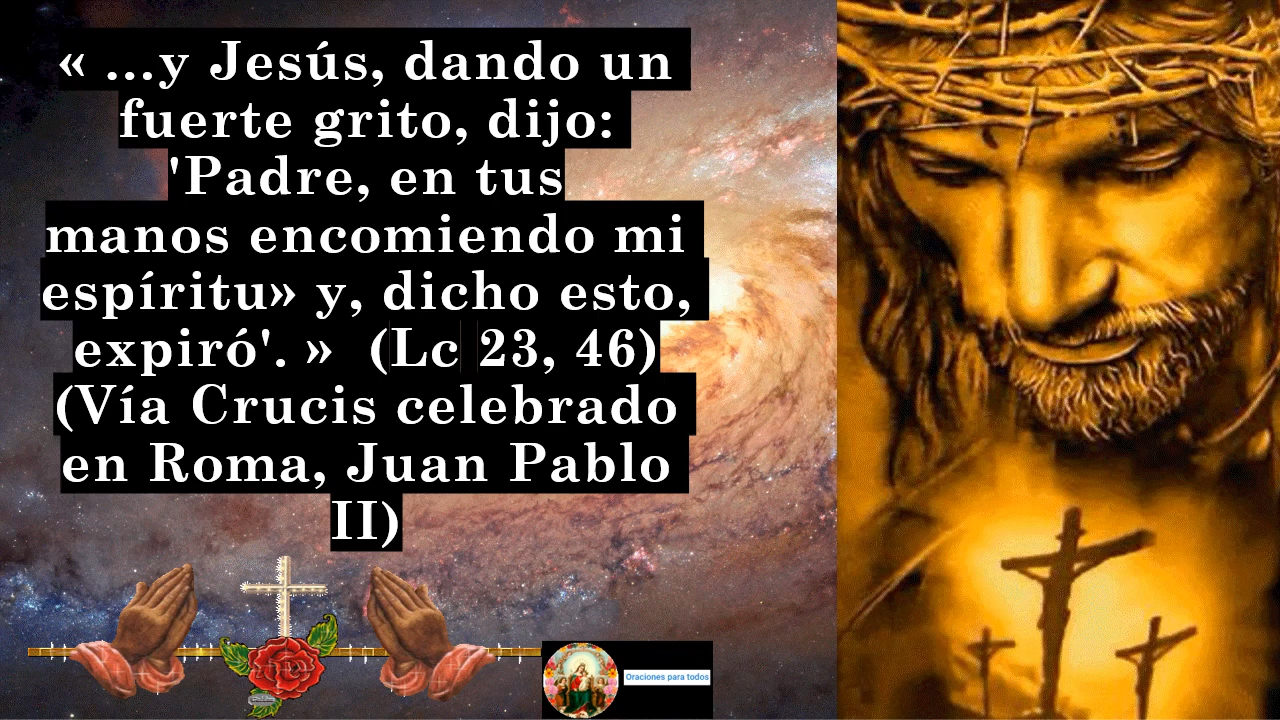 « ...y Jesús, dando un
fuerte grito, dijo:
'Padre, en tus
manos encomiendo mi
espíritu» y, dicho esto,
expiró'. »  (Lc 23, 46)
(Vía Crucis celebrado
en Roma, Juan Pablo
II)
Oraciones para todos